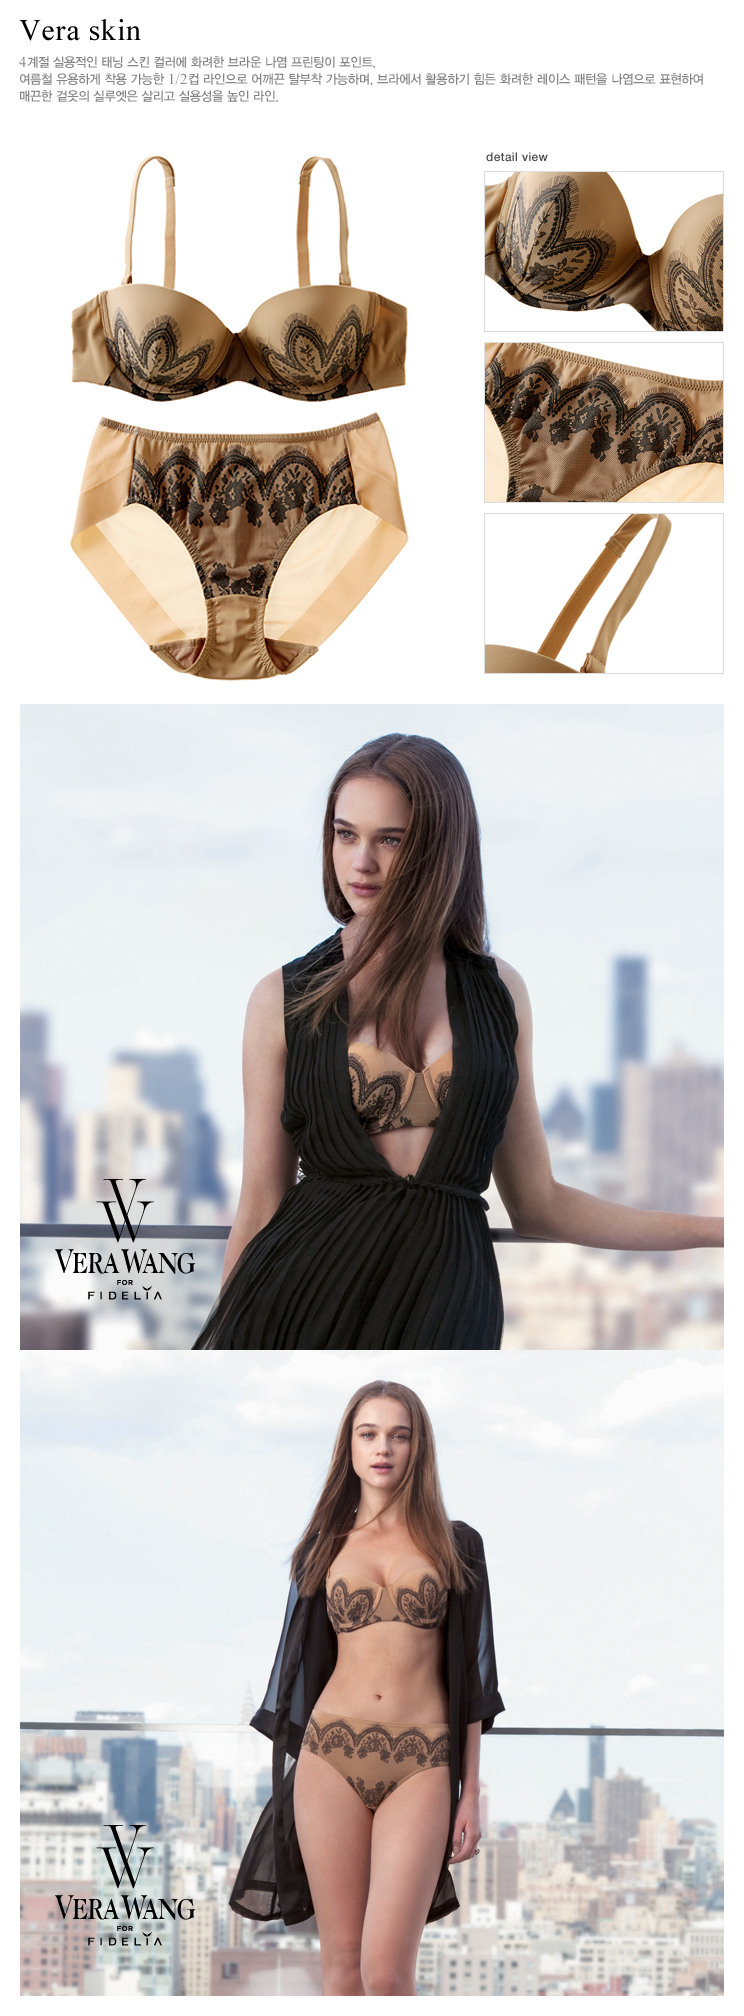 Vera skin
4계절 실용적인 태닝 스킨 컬러에 화려한 브라운 나염 프린팅이 포인트.
여름철 유용하게 착용 가능한 1/2컵 라인으로 어깨끈 탈부착 가능하며, 브라에서 활용하기 힘든 화려한 레이스 패턴을 나염으로 표현하여
매끈한 겉옷의 실루엣은 살리고 실용성을 높인 라인.
detail view
VERA WANG
FOR
FIDELIA
VERA WANG
FOR
FIDELIA